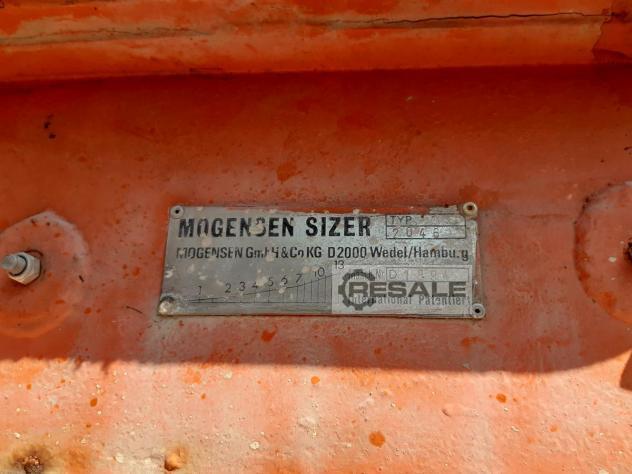 MOGENSEN SIZER TYP
2046
MOGENSEN GmbH & Co KG D2000 Wedel/Hamburg
1 2 3 4 5 6 7 10 13
RESALE
International Patentiert